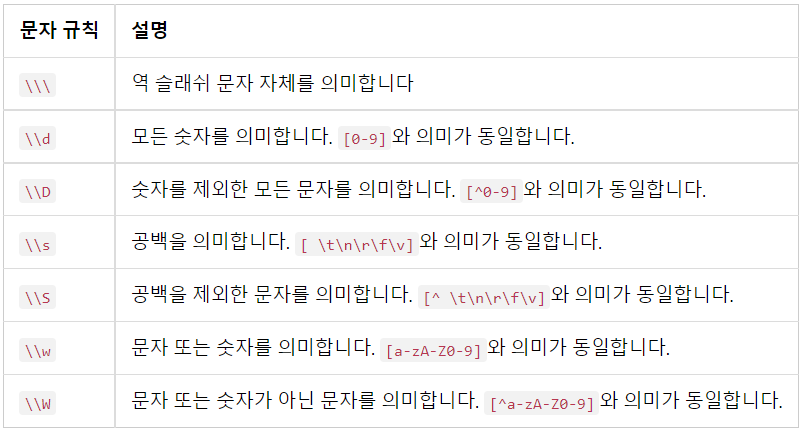 문자 규칙 설명
\\\ 역 슬래쉬 문자 자체를 의미합니다
\\d 모든 숫자를 의미합니다. [0-9]와 의미가 동일합니다.
\\D 숫자를 제외한 모든 문자를 의미합니다. [^0-9]와 의미가 동일합니다.
\\s 공백을 의미합니다. [ \t\n\r\f\v]와 의미가 동일합니다.
\\S 공백을 제외한 문자를 의미합니다. [^ \t\n\r\f\v]와 의미가 동일합니다.
\\w 문자 또는 숫자를 의미합니다. [a-zA-Z0-9]와 의미가 동일합니다.
\\W 문자 또는 숫자가 아닌 문자를 의미합니다. [^a-zA-Z0-9]와 의미가 동일합니다.